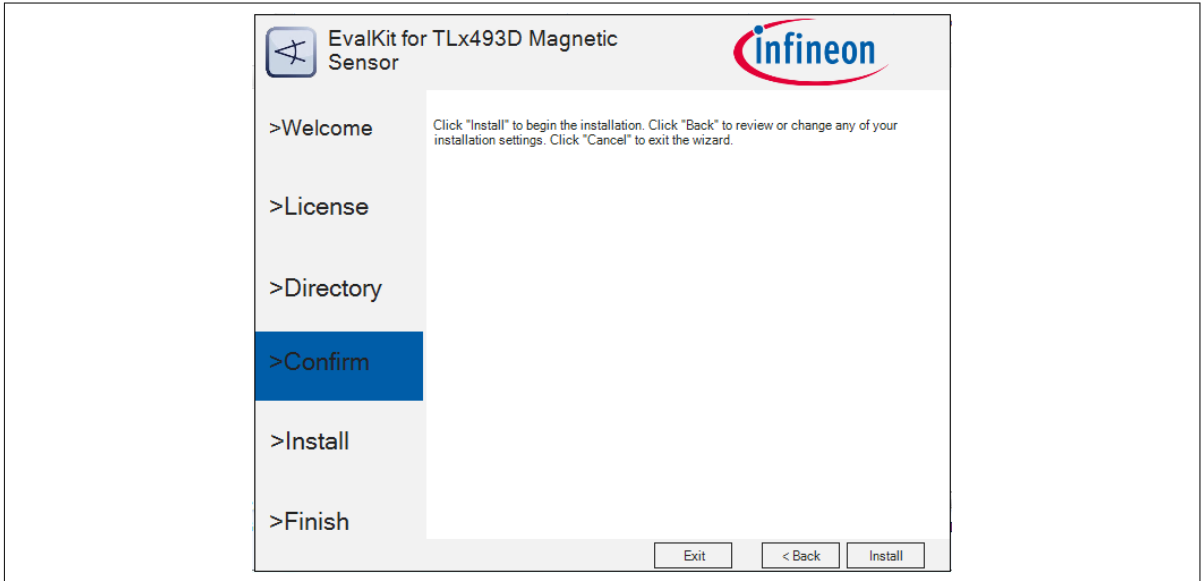 EvalKit for TLx493D Magnetic
Sensor
infineon
>Welcome
Click "Install" to begin the installation. Click "Back" to review or change any of your
installation settings. Click "Cancel" to exit the wizard.
>License
>Directory
>Confirm
>Install
>Finish
Exit
< Back
Install